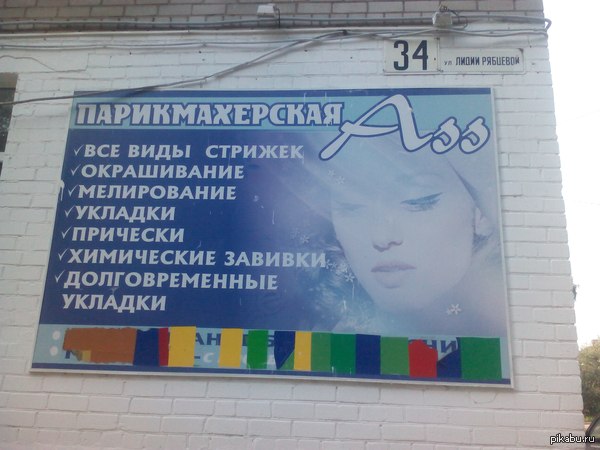 34 ул ЛИДИИ РЯБЦЕВОЙ
ПАРИКМАХЕРСКАЯ Ass
✓ВСЕ ВИДЫ СТРИЖЕК
✓ОКРАШИВАНИЕ
✓МЕЛИРОВАНИЕ
✓УКЛАДКИ
✓ПРИЧЕСКИ
✓ХИМИЧЕСКИЕ ЗАВИВКИ
✓ДОЛГОВРЕМЕННЫЕ
УКЛАДКИ
pikabu.ru